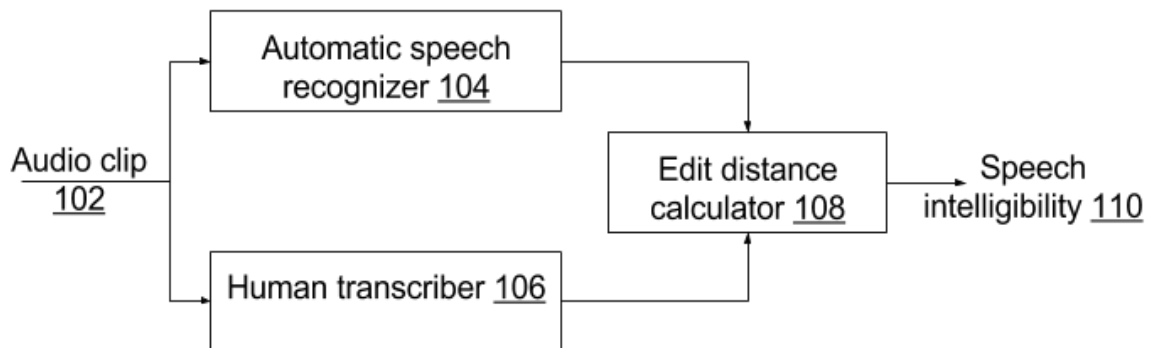 Automatic speech
recognizer 104
Audio clip
102
Edit distance
calculator 108
Speech
intelligibility 110
Human transcriber 106